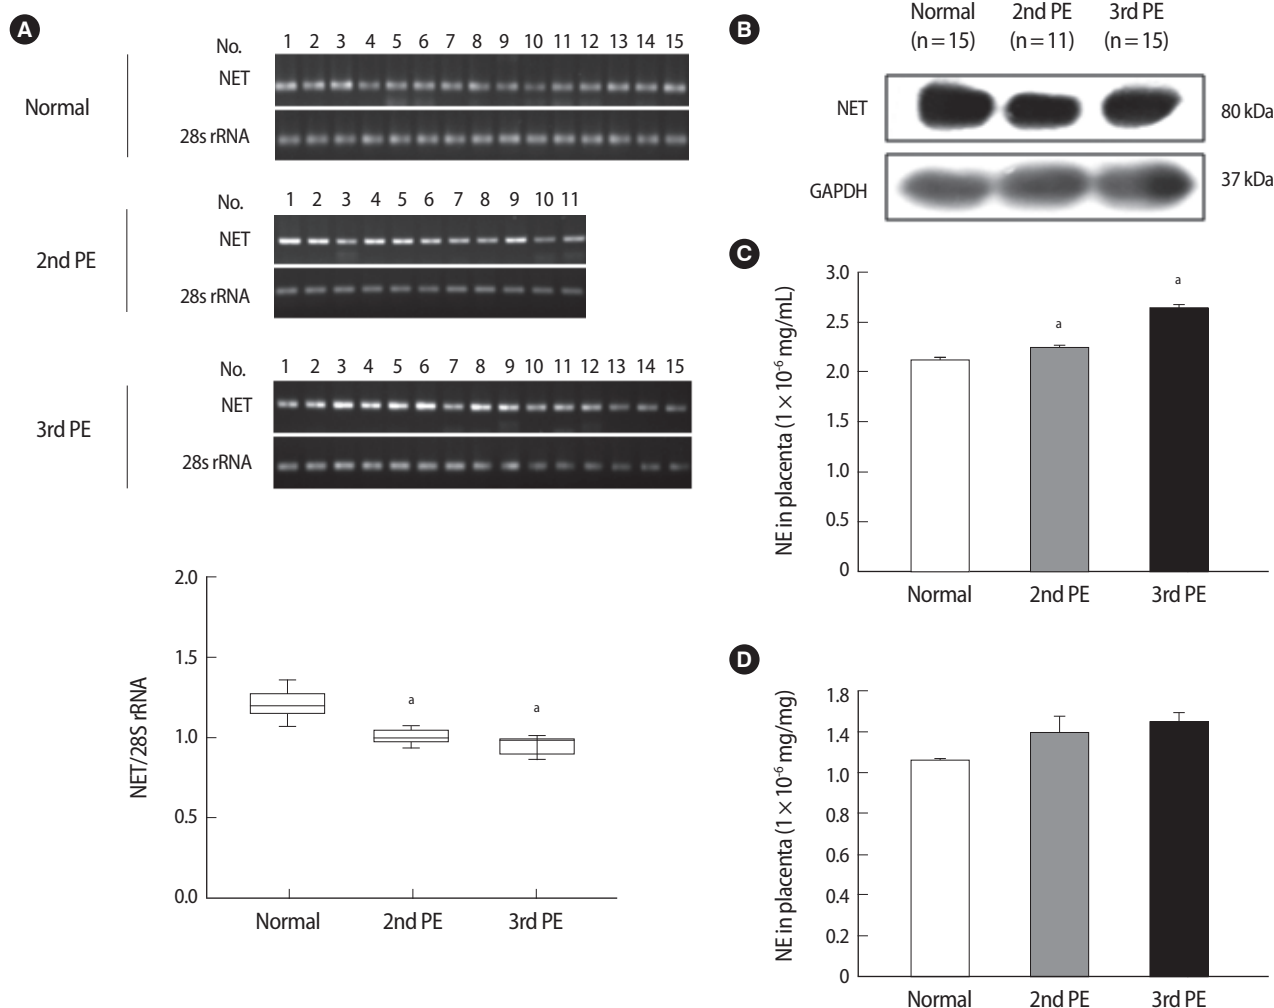 A
No. 1 2 3 4 5 6 7 8 9 10 11 12 13 14 15
NET
Normal
28s rRNA
No. 1 2 3 4 5 6 7 8 9 10 11
NET
2nd PE
28s rRNA
No. 1 2 3 4 5 6 7 8 9 10 11 12 13 14 15
NET
3rd PE
28s rRNA
NET/28S rRNA
2.0
1.5
1.0
0.5
0.0
a
a
Normal 2nd PE 3rd PE
B
Normal 2nd PE 3rd PE
(n = 15) (n = 11) (n = 15)
NET 80 kDa
GAPDH 37 kDa
C
NE in placenta (1 × 10⁻⁶ mg/mL)
3.0
2.5
2.0
1.5
1.0
0.5
0
a
a
Normal 2nd PE 3rd PE
D
NE in placenta (1 × 10⁻⁶ mg/mg)
1.8
1.4
1.0
0.8
0.6
0.4
0.2
0
Normal 2nd PE 3rd PE